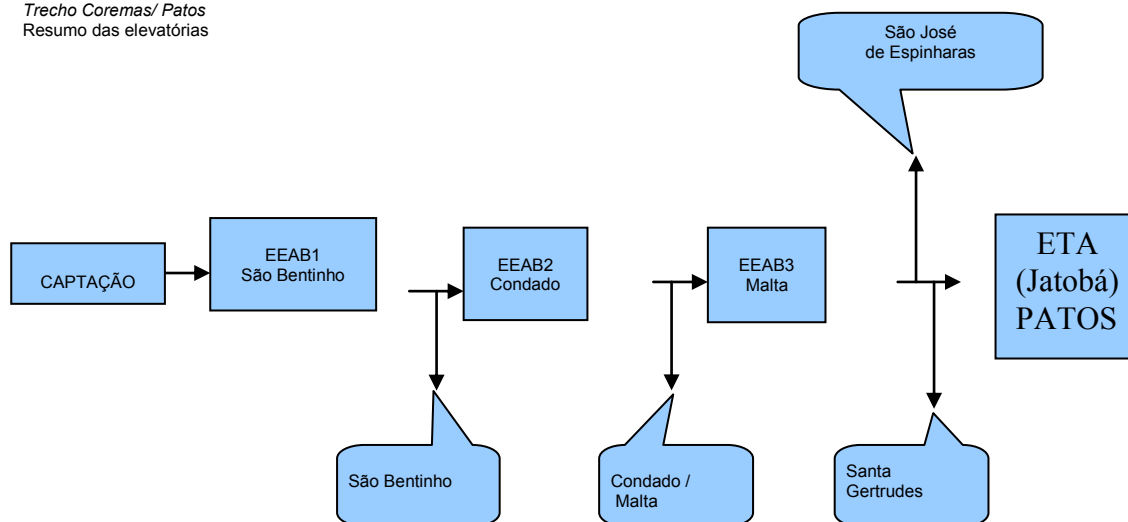 Trecho Coremas/ Patos
Resumo das elevatórias
São José
de Espinharas
CAPTAÇÃO
EEAB1
São Bentinho
EEAB2
Condado
EEAB3
Malta
ETA
(Jatobá)
PATOS
São Bentinho
Condado /
Malta
Santa
Gertrudes